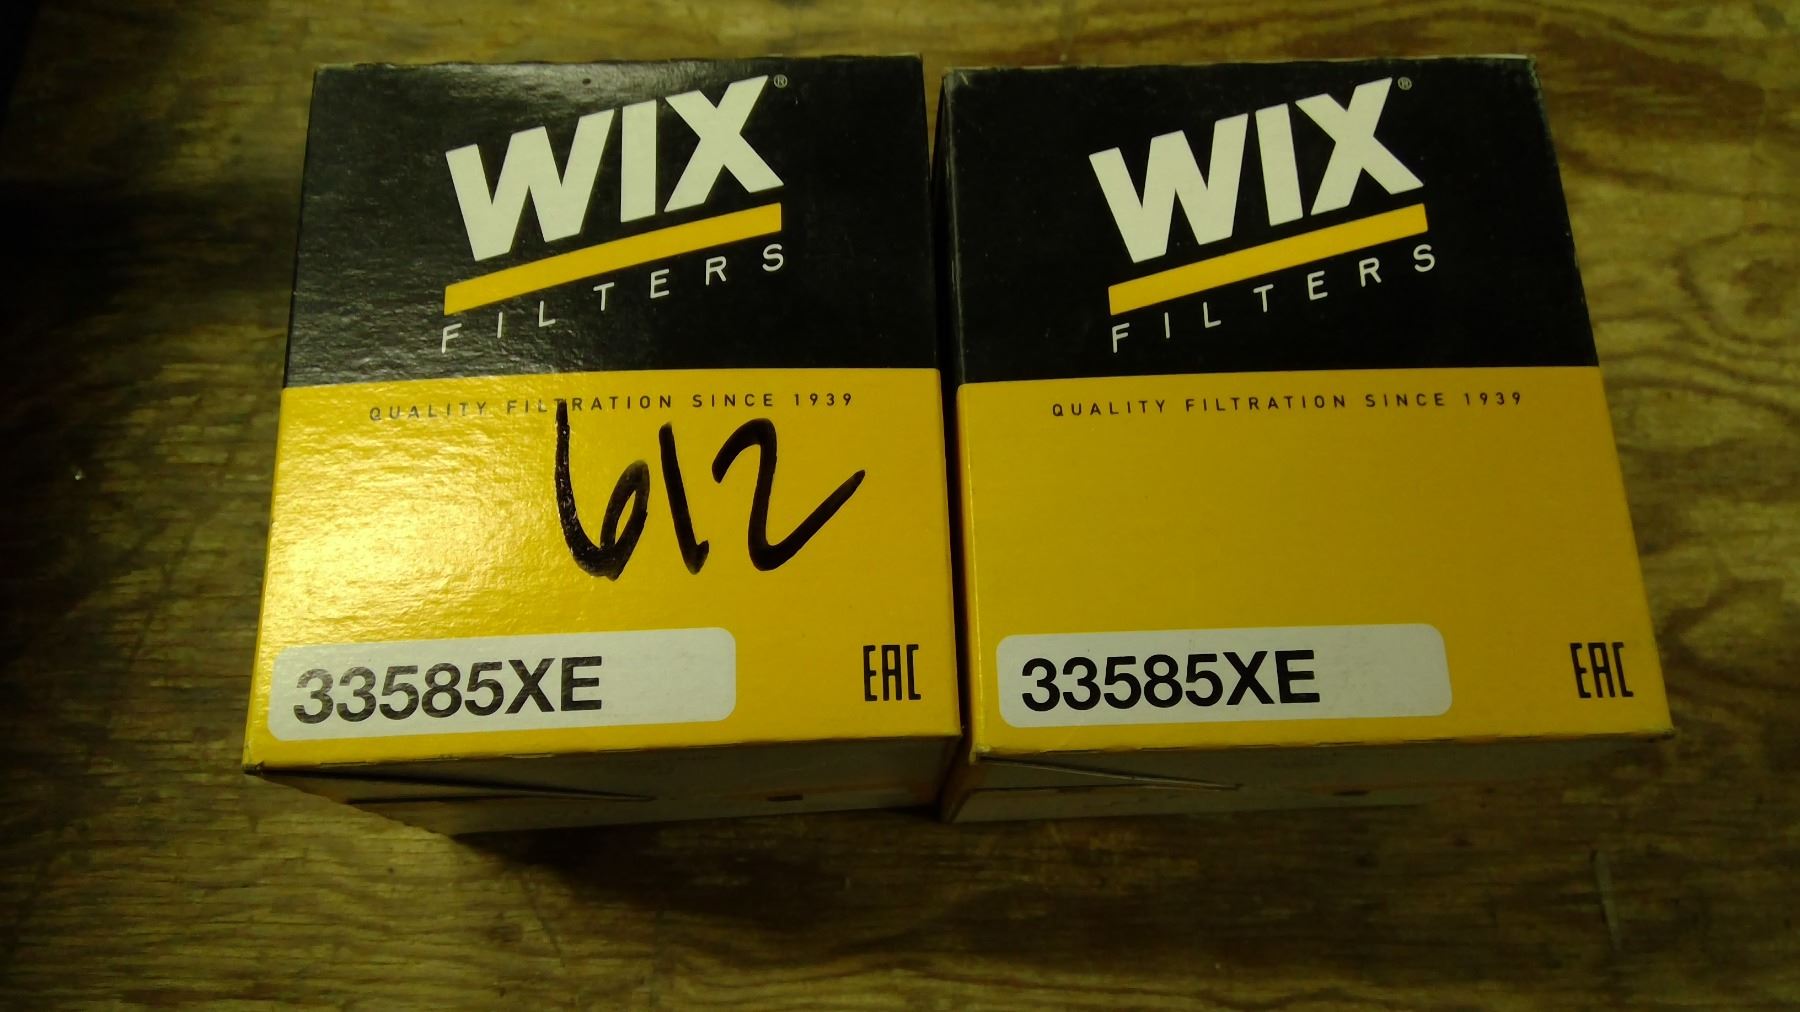 WIX®
FILTERS
QUALITY FILTRATION SINCE 1939
612
33585XE
EAC
WIX®
FILTERS
QUALITY FILTRATION SINCE 1939
33585XE
EAC